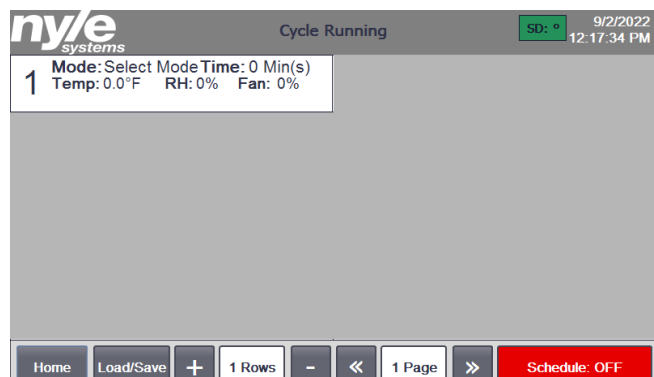 nyle
systems
Cycle Running
SD: °
9/2/2022
12:17:34 PM
1
Mode: Select Mode Time: 0 Min(s)
Temp: 0.0°F RH: 0% Fan: 0%
Home Load/Save + 1 Rows - « 1 Page » Schedule: OFF